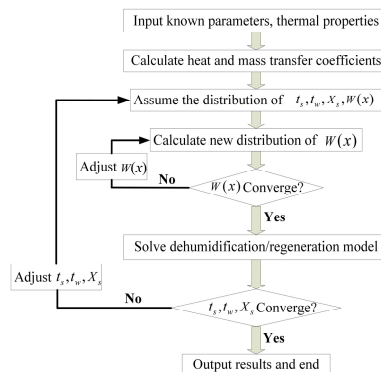 Input known parameters, thermal properties
Calculate heat and mass transfer coefficients
Assume the distribution of t_s, t_w, X_s, W(x)
Calculate new distribution of W(x)
Adjust W(x)
No
W(x) Converge?
Yes
Solve dehumidification/regeneration model
Adjust t_s, t_w, X_s
No
t_s, t_w, X_s Converge?
Yes
Output results and end